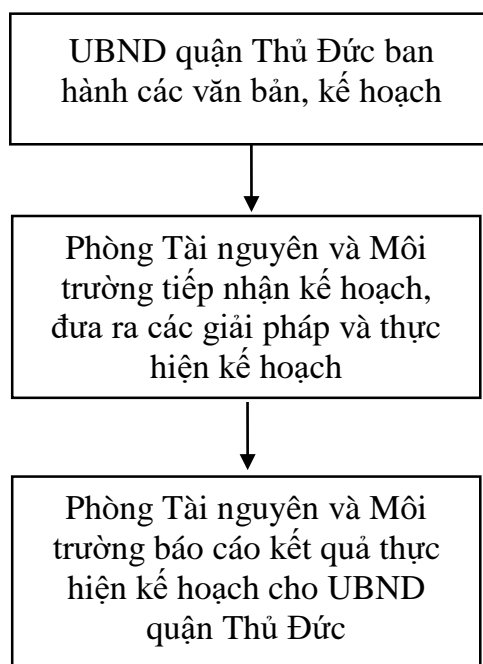 UBND quận Thủ Đức ban
hành các văn bản, kế hoạch
Phòng Tài nguyên và Môi
trường tiếp nhận kế hoạch,
đưa ra các giải pháp và thực
hiện kế hoạch
Phòng Tài nguyên và Môi
trường báo cáo kết quả thực
hiện kế hoạch cho UBND
quận Thủ Đức